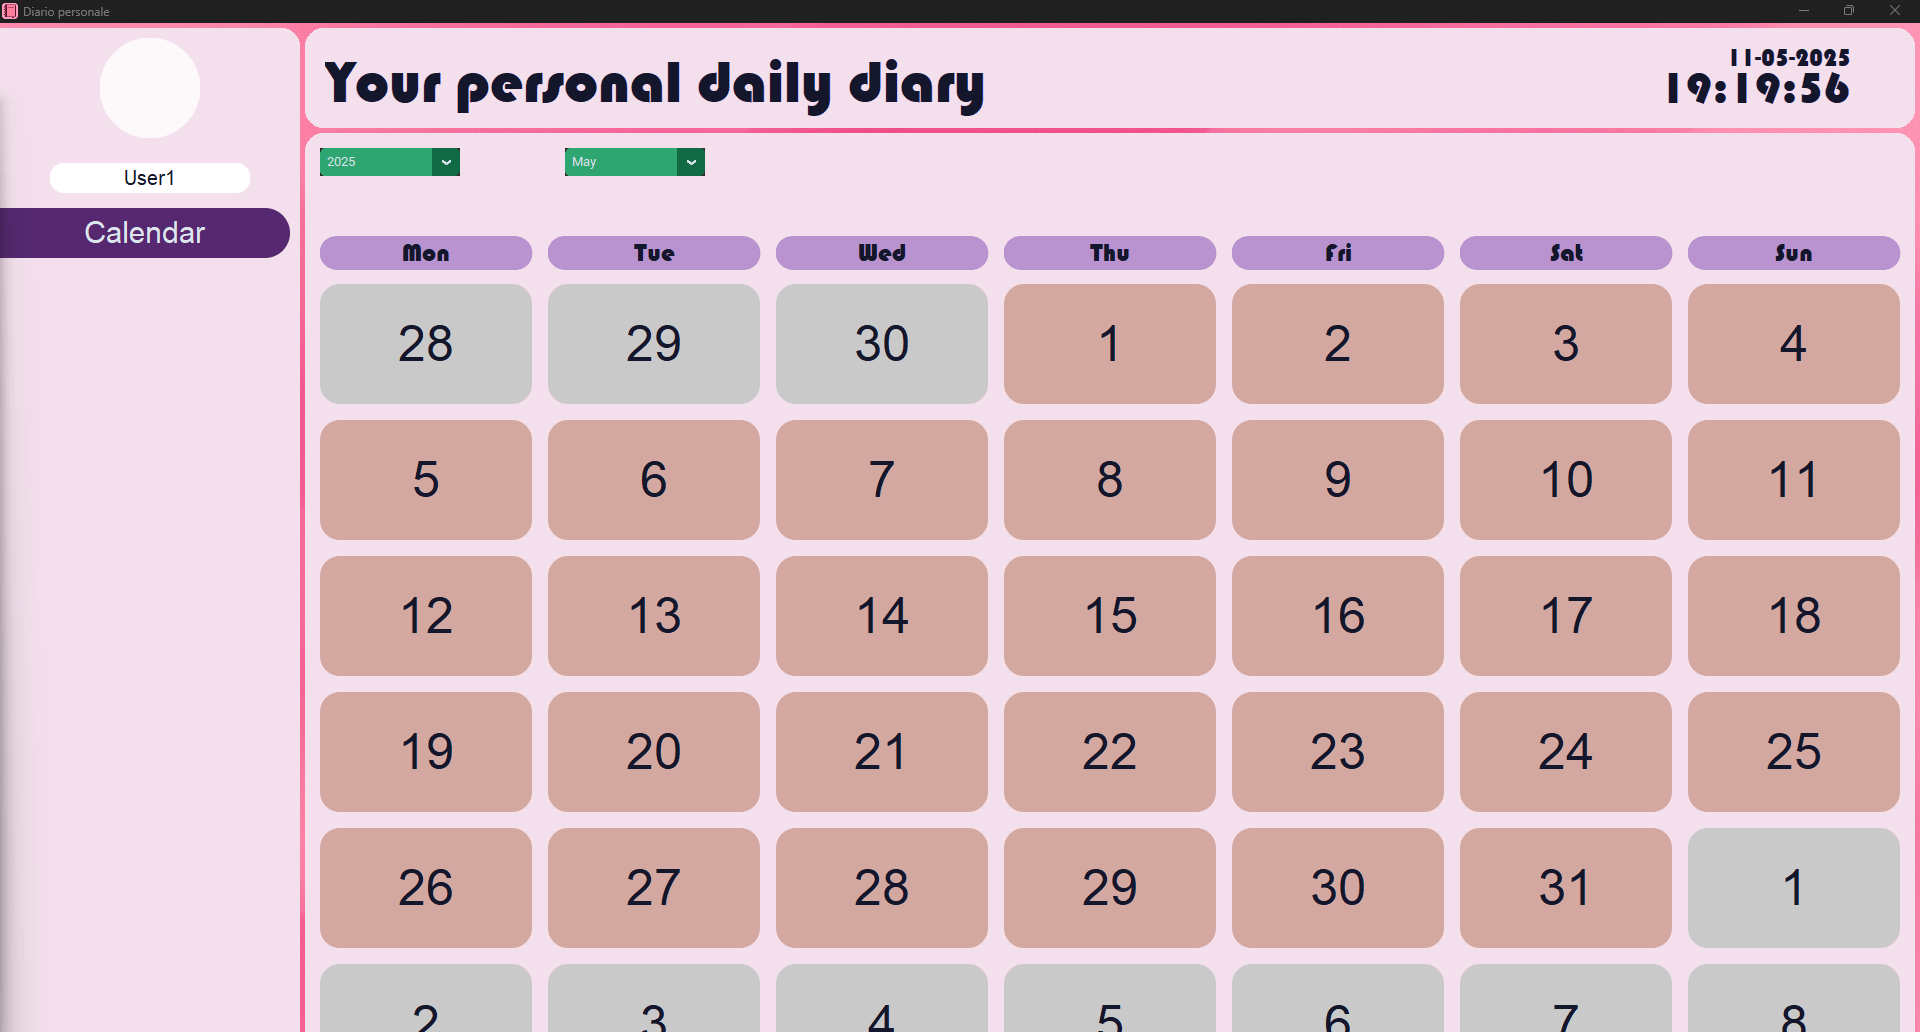 Diario personale
Your personal daily diary
11-05-2025
19:19:56
User1
Calendar
2025 May
Mon Tue Wed Thu Fri Sat Sun
28 29 30 1 2 3 4
5 6 7 8 9 10 11
12 13 14 15 16 17 18
19 20 21 22 23 24 25
26 27 28 29 30 31 1
2 3 4 5 6 7 8